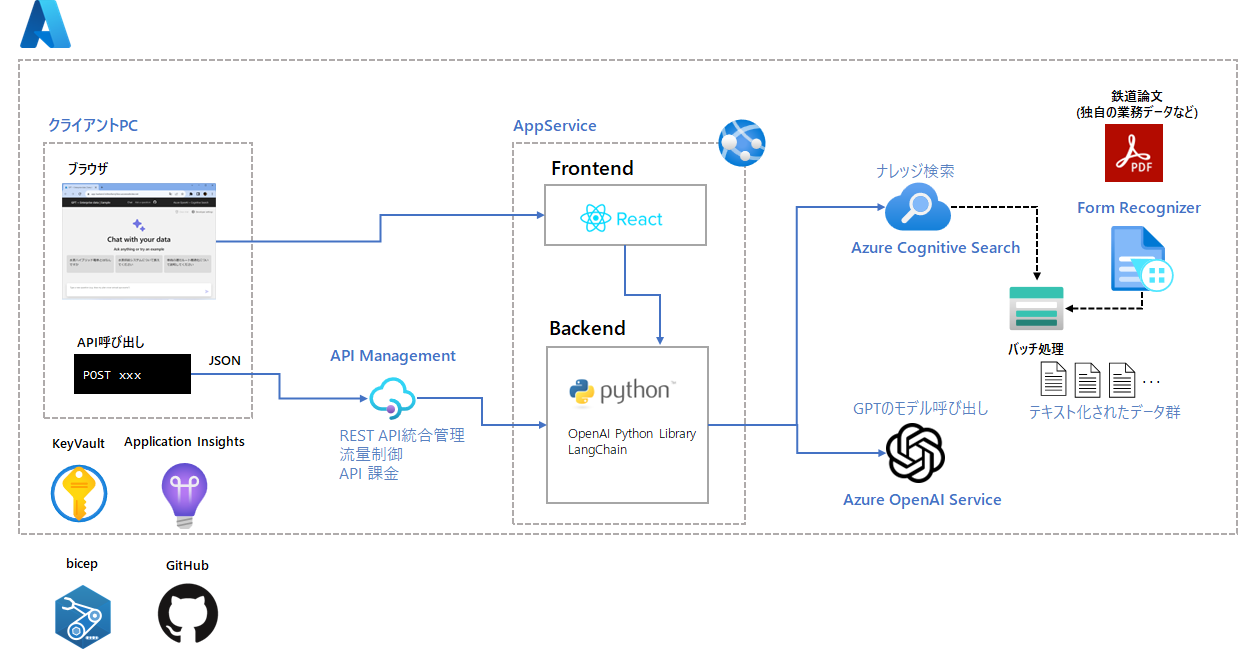 クライアントPC
ブラウザ
Chat with your data
Ask anything or try an example
API呼び出し
POST xxx
JSON
API Management
REST API統合管理
流量制御
API 課金
AppService
Frontend
React
Backend
python
OpenAI Python Library
LangChain
ナレッジ検索
Azure Cognitive Search
GPTのモデル呼び出し
Azure OpenAI Service
鉄道論文
(独自の業務データなど)
PDF
Form Recognizer
バッチ処理
...
テキスト化されたデータ群
KeyVault
Application Insights
bicep
GitHub